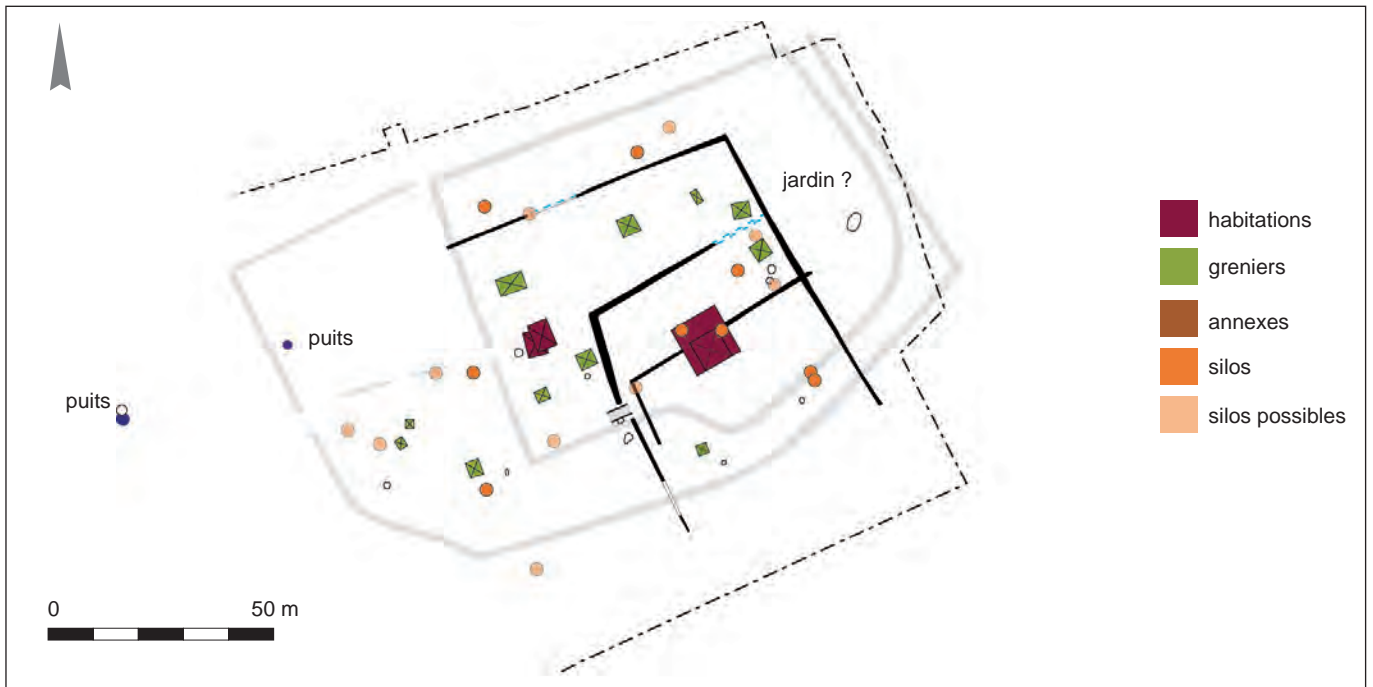 jardin ?
puits
puits
habitations
greniers
annexes
silos
silos possibles
0 50 m